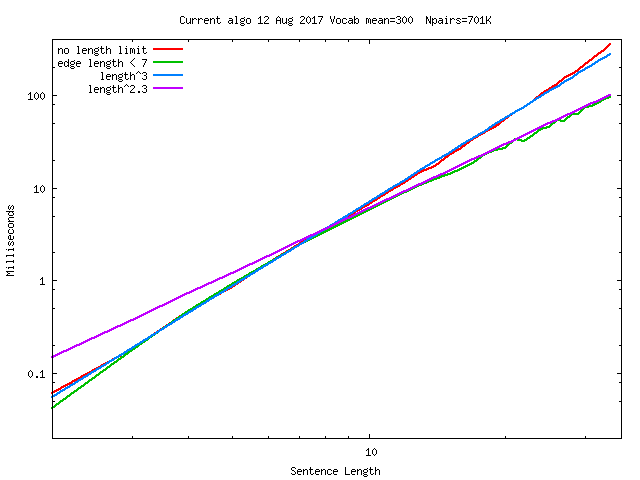 Current algo 12 Aug 2017 Vocab mean=300  Npairs=701K
no length limit
edge length < 7
length^3
length^2.3
100
10
1
0.1
Milliseconds
10
Sentence Length